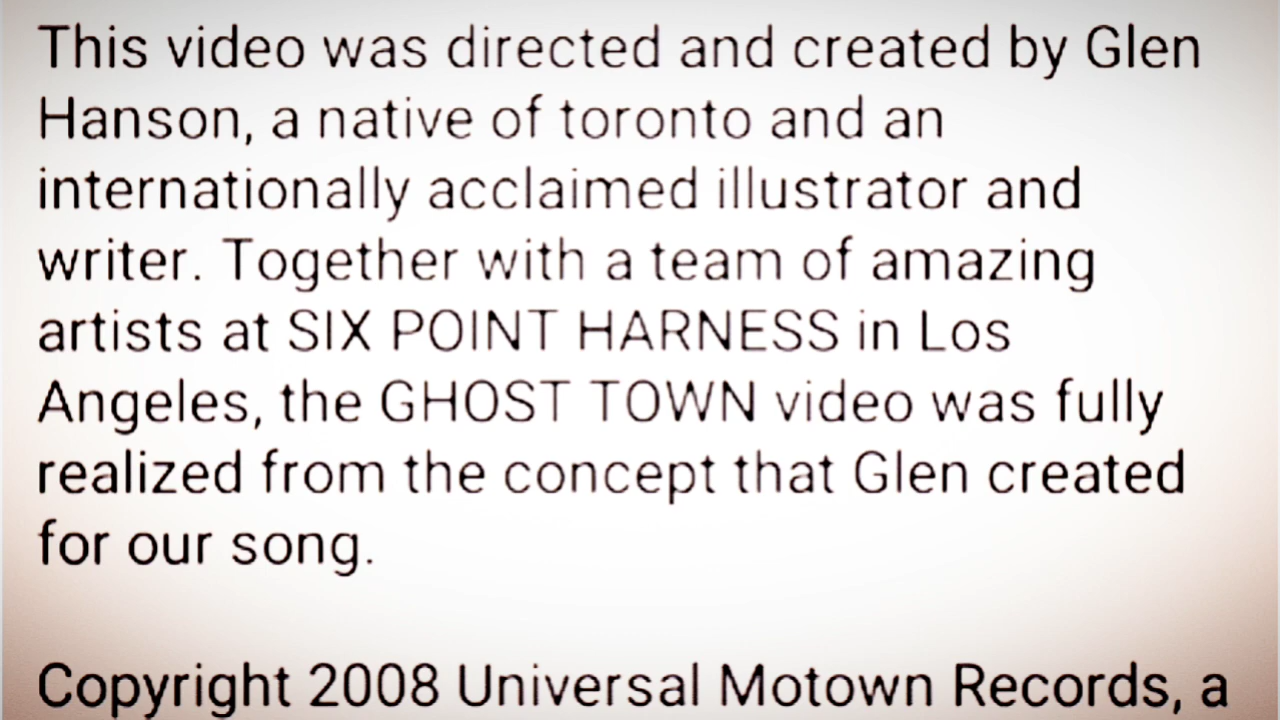 This video was directed and created by Glen
Hanson, a native of toronto and an
internationally acclaimed illustrator and
writer. Together with a team of amazing
artists at SIX POINT HARNESS in Los
Angeles, the GHOST TOWN video was fully
realized from the concept that Glen created
for our song.
Copyright 2008 Universal Motown Records, a